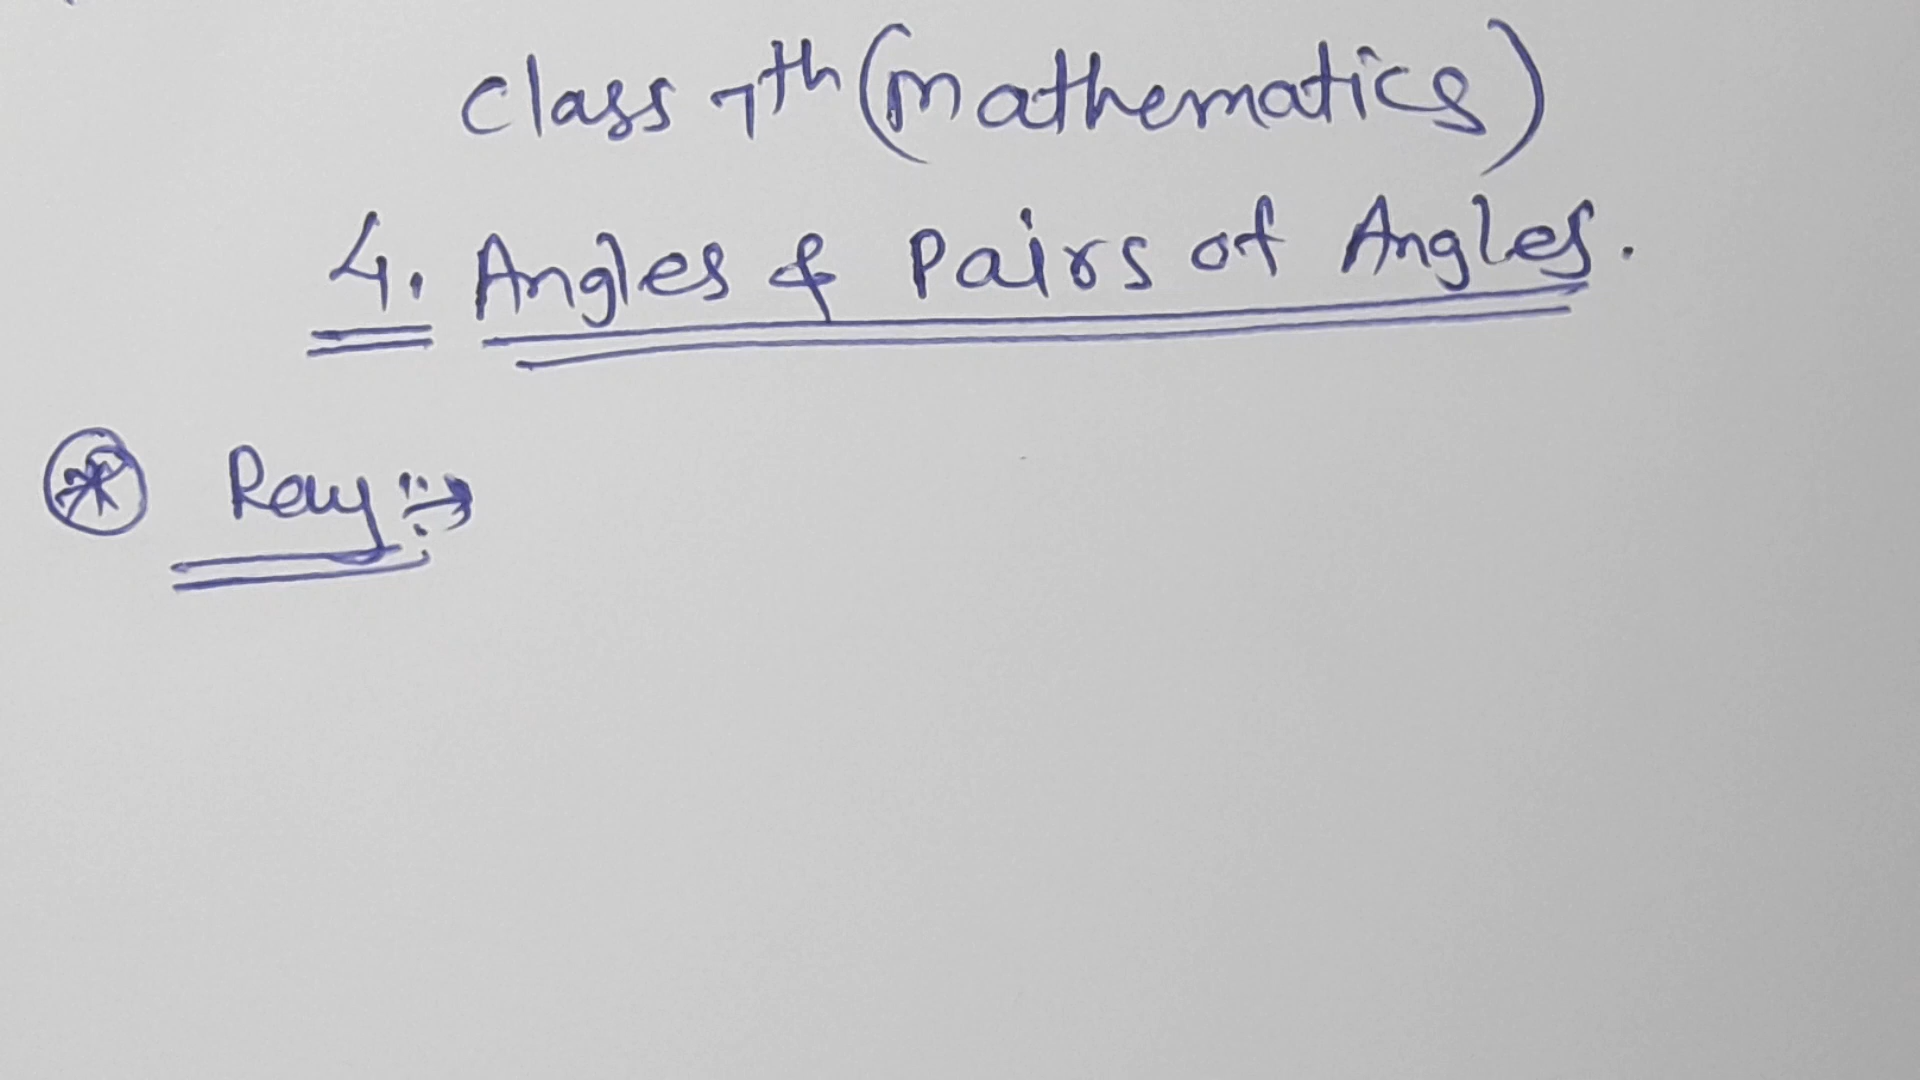 Class 7th (Mathematics)
4. Angles & Pairs of Angles.
* Ray :→